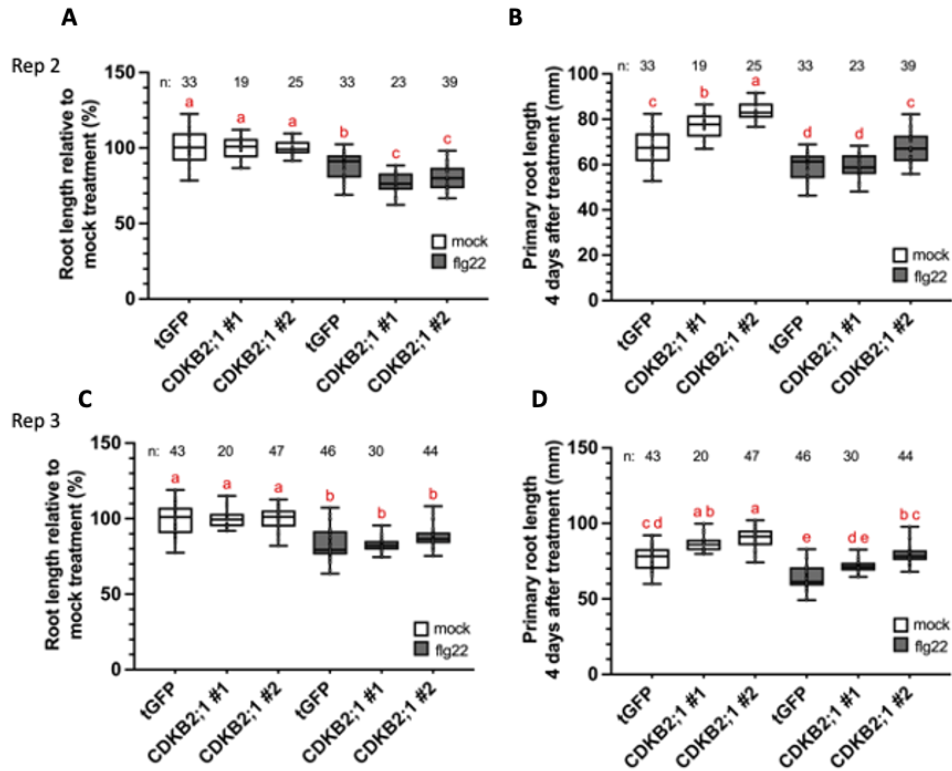 A
B
Rep 2
Root length relative to
mock treatment (%)
150
100
50
0
n: 33 19 25 33 23 39
a a a b c c
mock
flg22
tGFP
CDKB2;1 #1
CDKB2;1 #2
tGFP
CDKB2;1 #1
CDKB2;1 #2
Primary root length
4 days after treatment (mm)
100
80
60
40
20
0
n: 33 19 25 33 23 39
c b a d d c
mock
flg22
tGFP
CDKB2;1 #1
CDKB2;1 #2
tGFP
CDKB2;1 #1
CDKB2;1 #2
C
D
Rep 3
Root length relative to
mock treatment (%)
150
100
50
0
n: 43 20 47 46 30 44
a a a b b b
mock
flg22
tGFP
CDKB2;1 #1
CDKB2;1 #2
tGFP
CDKB2;1 #1
CDKB2;1 #2
Primary root length
4 days after treatment (mm)
150
100
50
0
n: 43 20 47 46 30 44
c d a b a e d e b c
mock
flg22
tGFP
CDKB2;1 #1
CDKB2;1 #2
tGFP
CDKB2;1 #1
CDKB2;1 #2